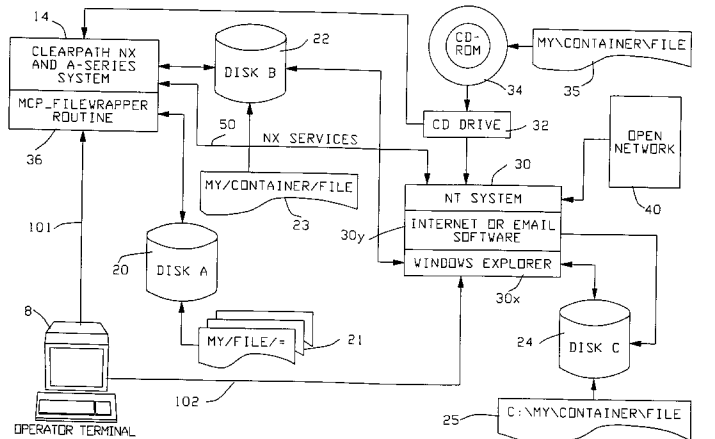 14
CLEARPATH NX
AND A-SERIES
SYSTEM
MCP_FILEWRAPPER
ROUTINE
36
22
DISK B
CD-
ROM
34
MY\CONTAINER\FILE
35
CD DRIVE
32
50
NX SERVICES
OPEN
NETWORK
40
MY/CONTAINER/FILE
23
30
NT SYSTEM
30y
INTERNET OR EMAIL
SOFTWARE
WINDOWS EXPLORER
30x
101
20
DISK A
MY/FILE/=
21
24
DISK C
8
102
25
C:\MY\CONTAINER\FILE
OPERATOR TERMINAL